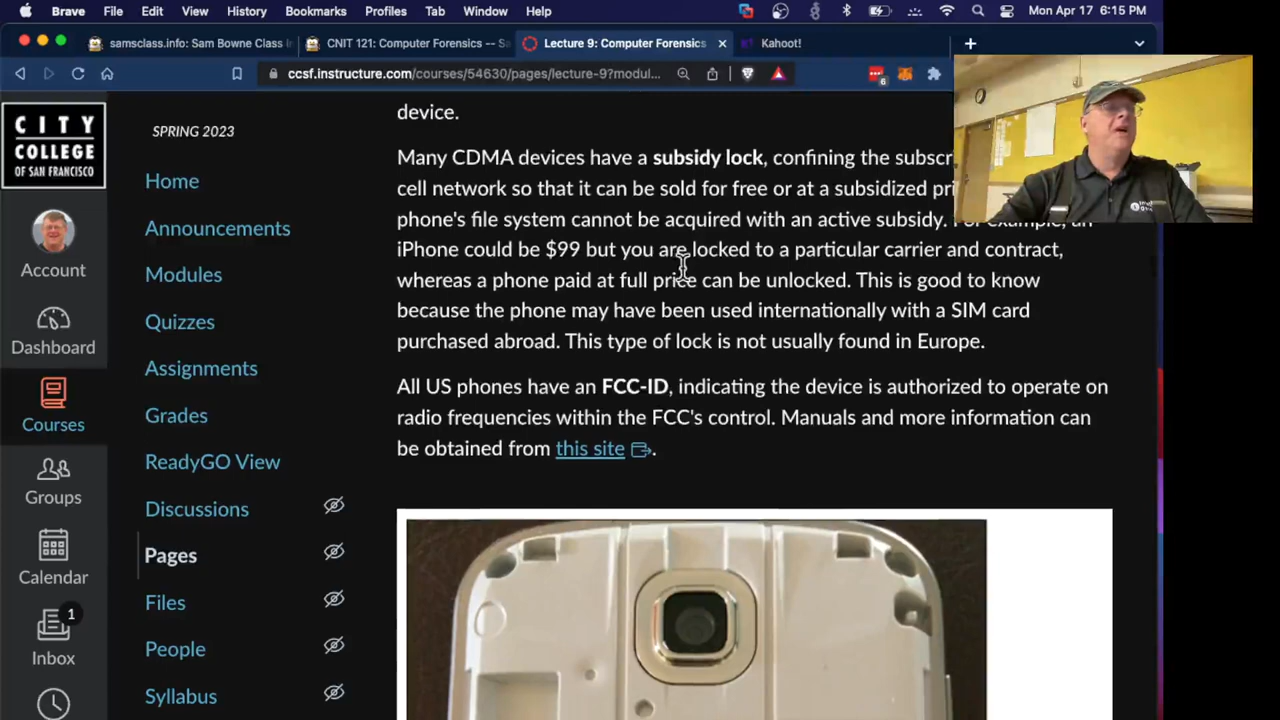 Brave File Edit View History Bookmarks Profiles Tab Window Help Mon Apr 17 6:15 PM
samsclass.info: Sam Bowne Class I CNIT 121: Computer Forensics -- Sa Lecture 9: Computer Forensics Kahoot!
ccsf.instructure.com/courses/54630/pages/lecture-9?modul... 6
CITY
COLLEGE
OF SAN FRANCISCO
Account
Dashboard
Courses
Groups
Calendar
1
Inbox
SPRING 2023
Home
Announcements
Modules
Quizzes
Assignments
Grades
ReadyGO View
Discussions
Pages
Files
People
Syllabus
device.
Many CDMA devices have a subsidy lock, confining the subscr
cell network so that it can be sold for free or at a subsidized pri
phone's file system cannot be acquired with an active subsidy. For example, an
iPhone could be $99 but you are locked to a particular carrier and contract,
whereas a phone paid at full price can be unlocked. This is good to know
because the phone may have been used internationally with a SIM card
purchased abroad. This type of lock is not usually found in Europe.
All US phones have an FCC-ID, indicating the device is authorized to operate on
radio frequencies within the FCC's control. Manuals and more information can
be obtained from this site.